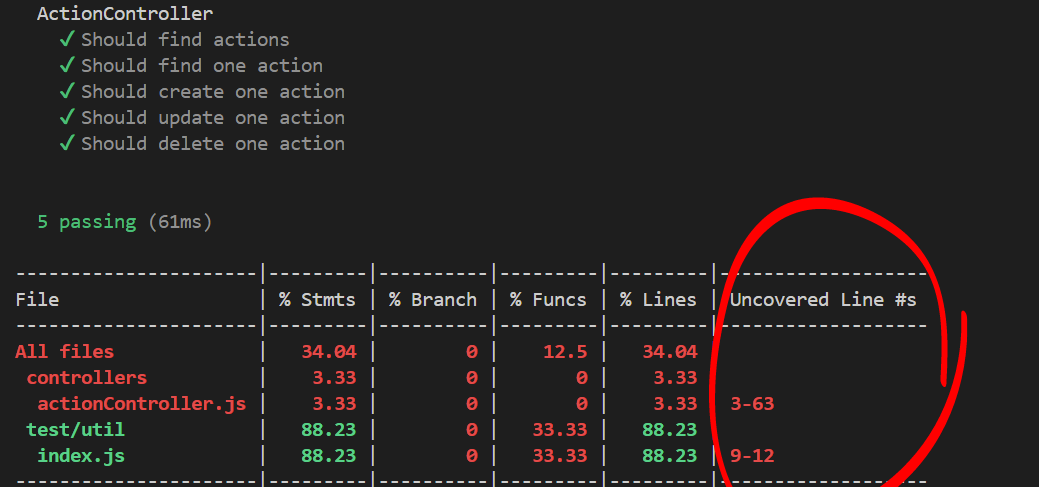 ActionController
✓ Should find actions
✓ Should find one action
✓ Should create one action
✓ Should update one action
✓ Should delete one action
5 passing (61ms)
----------------------|---------|----------|---------|---------|-------------------
File                  | % Stmts | % Branch | % Funcs | % Lines | Uncovered Line #s
----------------------|---------|----------|---------|---------|-------------------
All files             |   34.04 |        0 |    12.5 |   34.04 |
 controllers          |    3.33 |        0 |       0 |    3.33 |
  actionController.js |    3.33 |        0 |       0 |    3.33 | 3-63
 test/util            |   88.23 |        0 |   33.33 |   88.23 |
  index.js            |   88.23 |        0 |   33.33 |   88.23 | 9-12
----------------------|---------|----------|---------|---------|-------------------